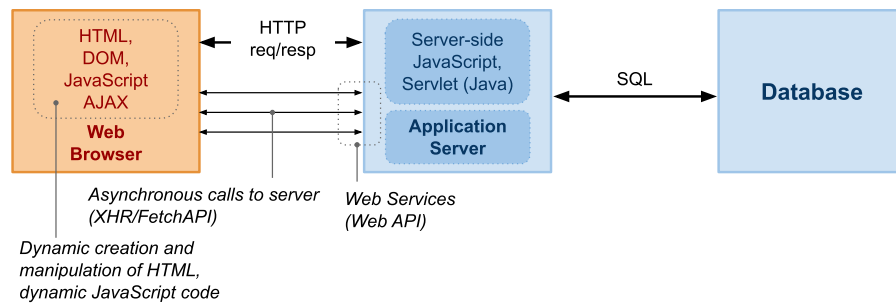 HTML,
DOM,
JavaScript
AJAX
Web
Browser
HTTP
req/resp
Server-side
JavaScript,
Servlet (Java)
Application
Server
SQL
Database
Asynchronous calls to server
(XHR/FetchAPI)
Web Services
(Web API)
Dynamic creation and
manipulation of HTML,
dynamic JavaScript code